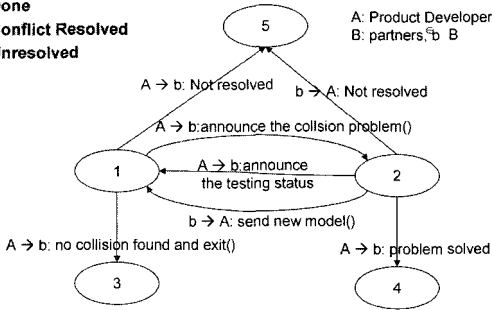 one
onflict Resolved
nresolved
5
A: Product Developer
B: partners, b ∈ B
A → b: Not resolved
b → A: Not resolved
A → b:announce the collsion problem()
1
A → b:announce
the testing status
2
b → A: send new model()
A → b: no collision found and exit()
A → b: problem solved
3
4